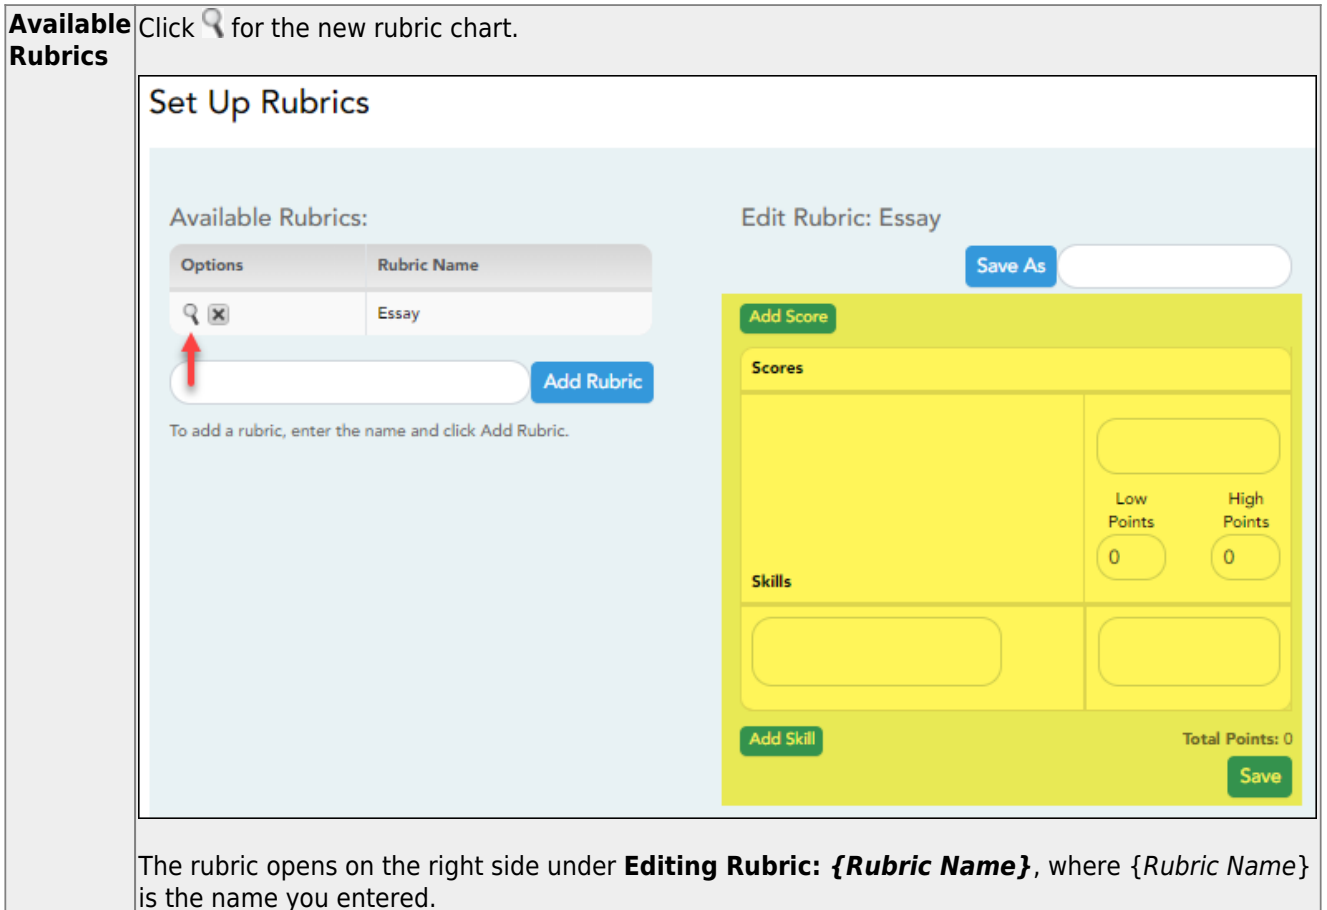 Available
Rubrics
Click for the new rubric chart.
Set Up Rubrics
Available Rubrics:
Options Rubric Name
Essay
Add Rubric
To add a rubric, enter the name and click Add Rubric.
Edit Rubric: Essay
Save As
Add Score
Scores
Low Points High Points
0 0
Skills
Add Skill
Total Points: 0
Save
The rubric opens on the right side under Editing Rubric: {Rubric Name}, where {Rubric Name}
is the name you entered.